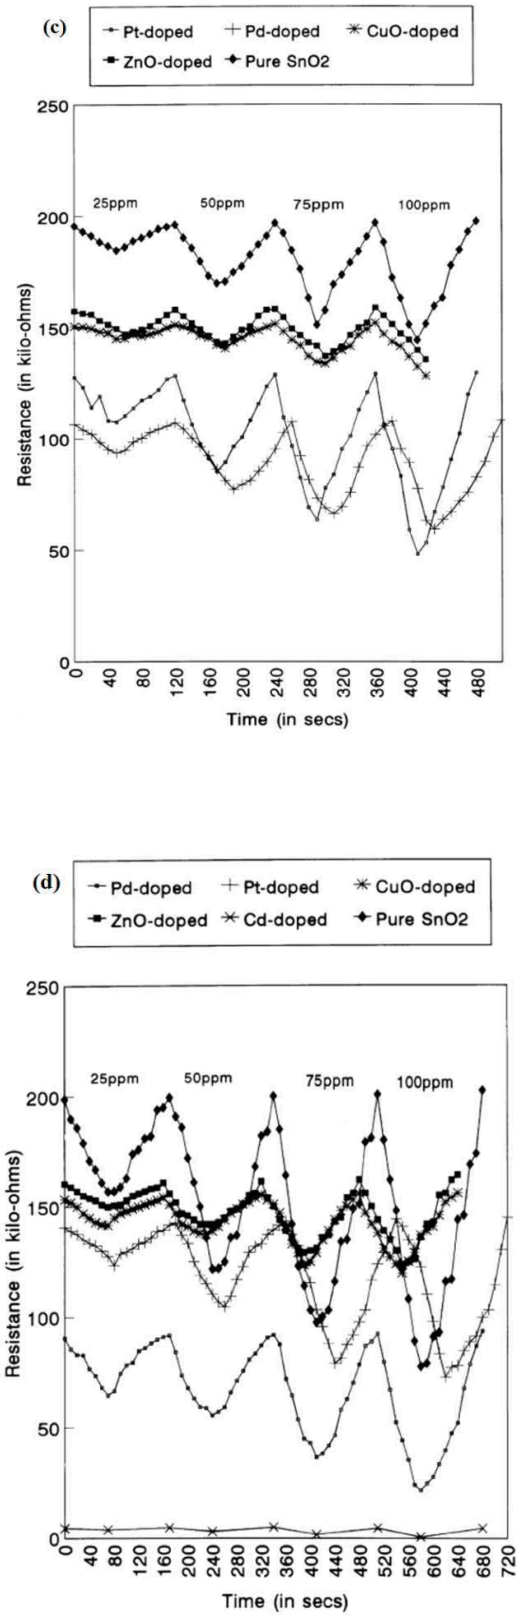 (c)
Pt-doped Pd-doped CuO-doped
ZnO-doped Pure SnO2
250
25ppm 50ppm 75ppm 100ppm
200
150
100
50
0
Resistance (in kilo-ohms)
0 40 80 120 160 200 240 280 320 360 400 440 480
Time (in secs)
(d)
Pd-doped Pt-doped CuO-doped
ZnO-doped Cd-doped Pure SnO2
250
25ppm 50ppm 75ppm 100ppm
200
150
100
50
0
Resistance (in kilo-ohms)
0 40 80 120 160 200 240 280 320 360 400 440 480 520 560 600 640 680 720
Time (in secs)